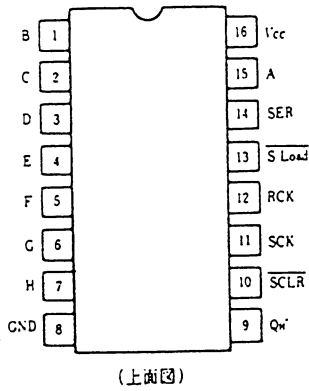 B 1 16 Vcc
C 2 15 A
D 3 14 SER
E 4 13 S Load
F 5 12 RCK
G 6 11 SCK
H 7 10 SCLR
GND 8 9 QH'
(上面図)